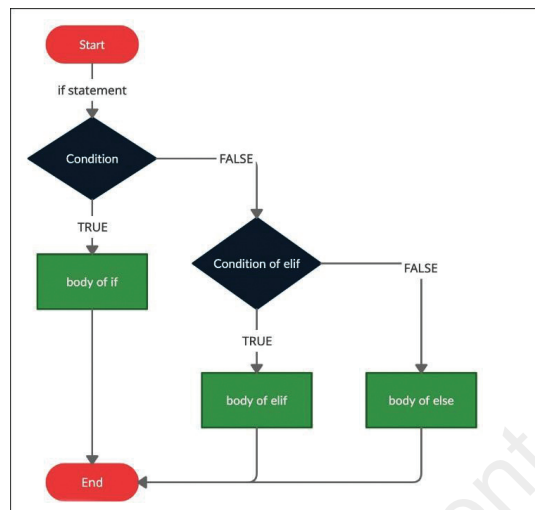 Start
if statement
Condition
FALSE
TRUE
body of if
Condition of elif
FALSE
TRUE
body of elif
body of else
End